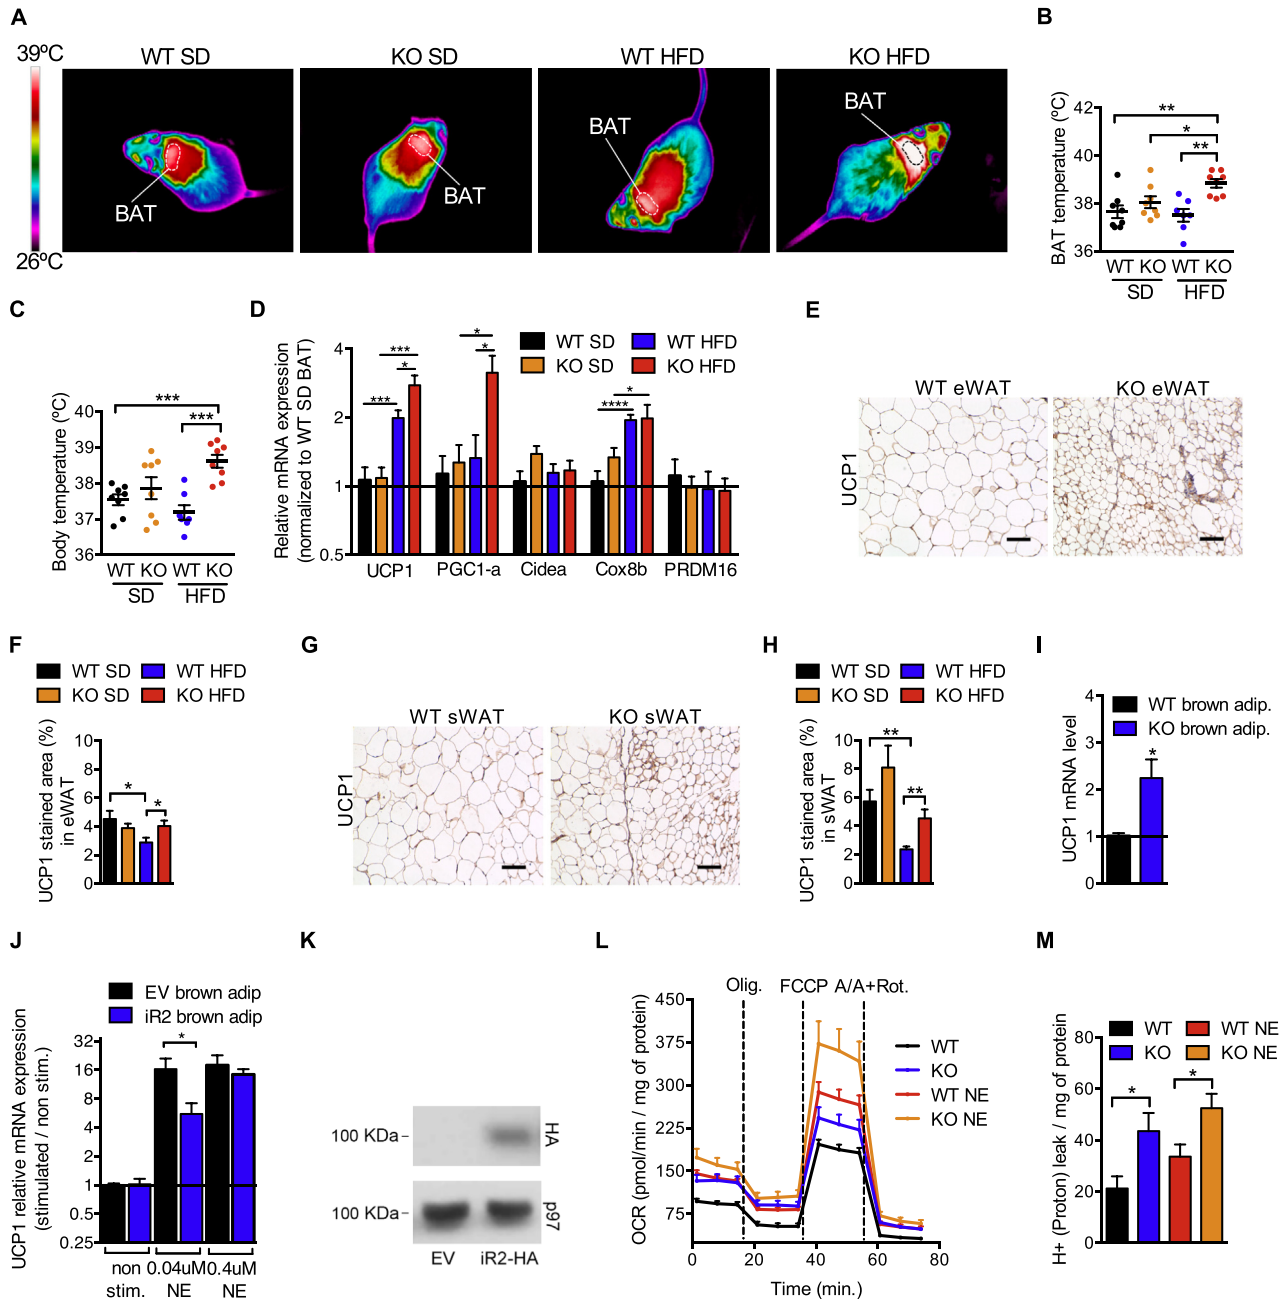 A
39ºC
26ºC
WT SD
KO SD
WT HFD
KO HFD
BAT
BAT
BAT
BAT
B
BAT temperature (ºC)
42
40
38
36
**
*
**
WT KO WT KO
SD HFD
C
Body temperature (ºC)
40
39
38
37
36
***
***
WT KO WT KO
SD HFD
D
Relative mRNA expression
(normalized to WT SD BAT)
4
2
1
0.5
WT SD
KO SD
WT HFD
KO HFD
***
***
*
*
*
****
*
UCP1 PGC1-a Cidea Cox8b PRDM16
E
WT eWAT
KO eWAT
UCP1
F
WT SD
KO SD
WT HFD
KO HFD
UCP1 stained area (%)
in eWAT
10
8
6
4
2
0
*
*
G
WT sWAT
KO sWAT
UCP1
H
WT SD
KO SD
WT HFD
KO HFD
UCP1 stained area (%)
in sWAT
10
8
6
4
2
0
**
**
I
WT brown adip.
KO brown adip.
UCP1 mRNA level
4
3
2
1
0
*
J
EV brown adip
iR2 brown adip
UCP1 relative mRNA expression
(stimulated / non stim.)
32
16
8
4
2
1
0.5
0.25
*
non
stim.
0.04uM
NE
0.4uM
NE
K
100 KDa
HA
100 KDa
p97
EV iR2-HA
L
Olig. FCCP A/A+Rot.
OCR (pmol/min / mg of protein)
450
375
300
225
150
75
0 20 40 60 80
Time (min.)
WT
KO
WT NE
KO NE
M
WT
KO
WT NE
KO NE
H+ (Proton) leak / mg of protein
80
60
40
20
0
*
*